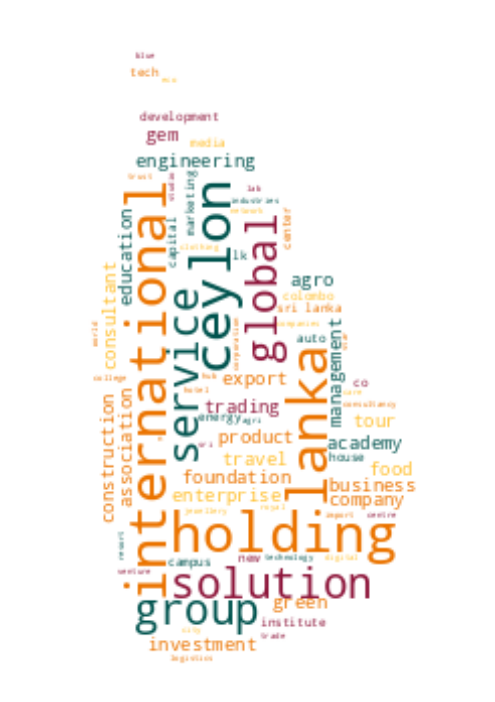 blue
tech
development
gem
media
engineering
trust
marketing
lab
industries
network
international
ceylon
education
capital
clothing
global
center
lk
agro
consultant
service
colombo
sri lanka
companies
auto
management
world
corporation
lanka
college
hub
export
hotel
co
care
consultancy
construction
association
trading
energy
agri
tour
product
sri
academy
house
travel
food
foundation
business
enterprise
company
jewellery
royal
import
centre
holding
resort
campus
new
technology
digital
venture
solution
group
green
institute
city
trade
investment
logistics